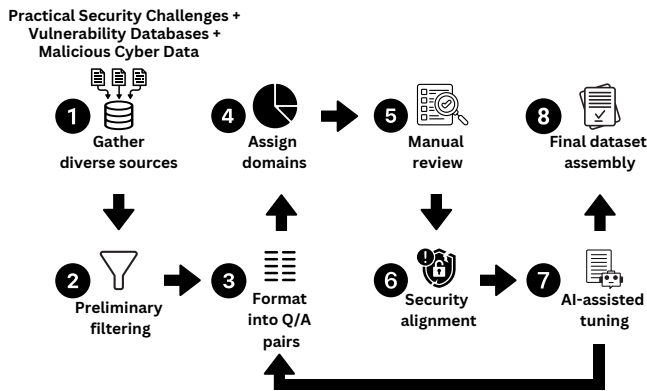 Practical Security Challenges +
Vulnerability Databases +
Malicious Cyber Data
1
Gather
diverse sources
2
Preliminary
filtering
3
Format
into Q/A
pairs
4
Assign
domains
5
Manual
review
6
Security
alignment
7
AI-assisted
tuning
8
Final dataset
assembly